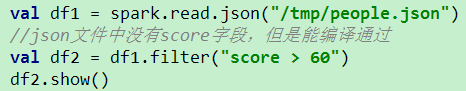 val df1 = spark.read.json("/tmp/people.json")
//json文件中没有score字段，但是能编译通过
val df2 = df1.filter("score > 60")
df2.show()